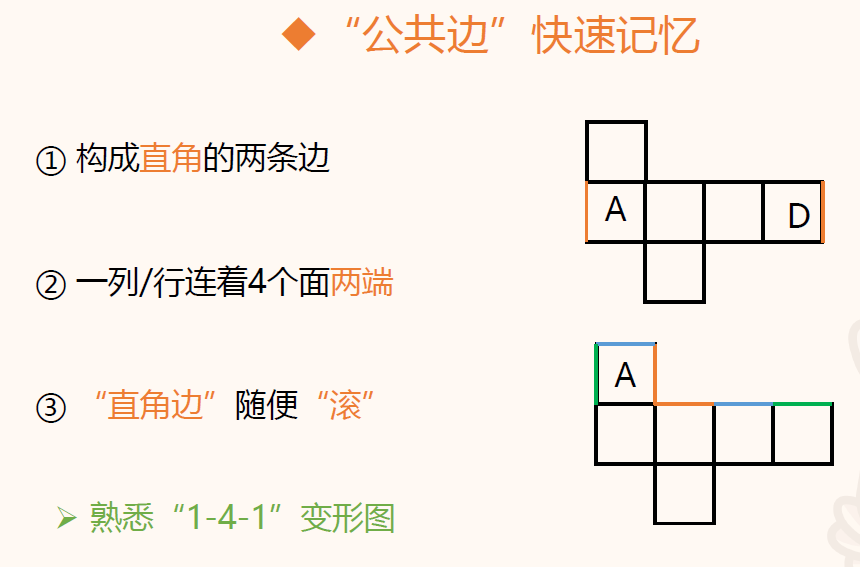 ◆ “公共边”快速记忆
① 构成直角的两条边
② 一列/行连着4个面两端
③ “直角边”随便“滚”
➢ 熟悉“1-4-1”变形图
A D
A